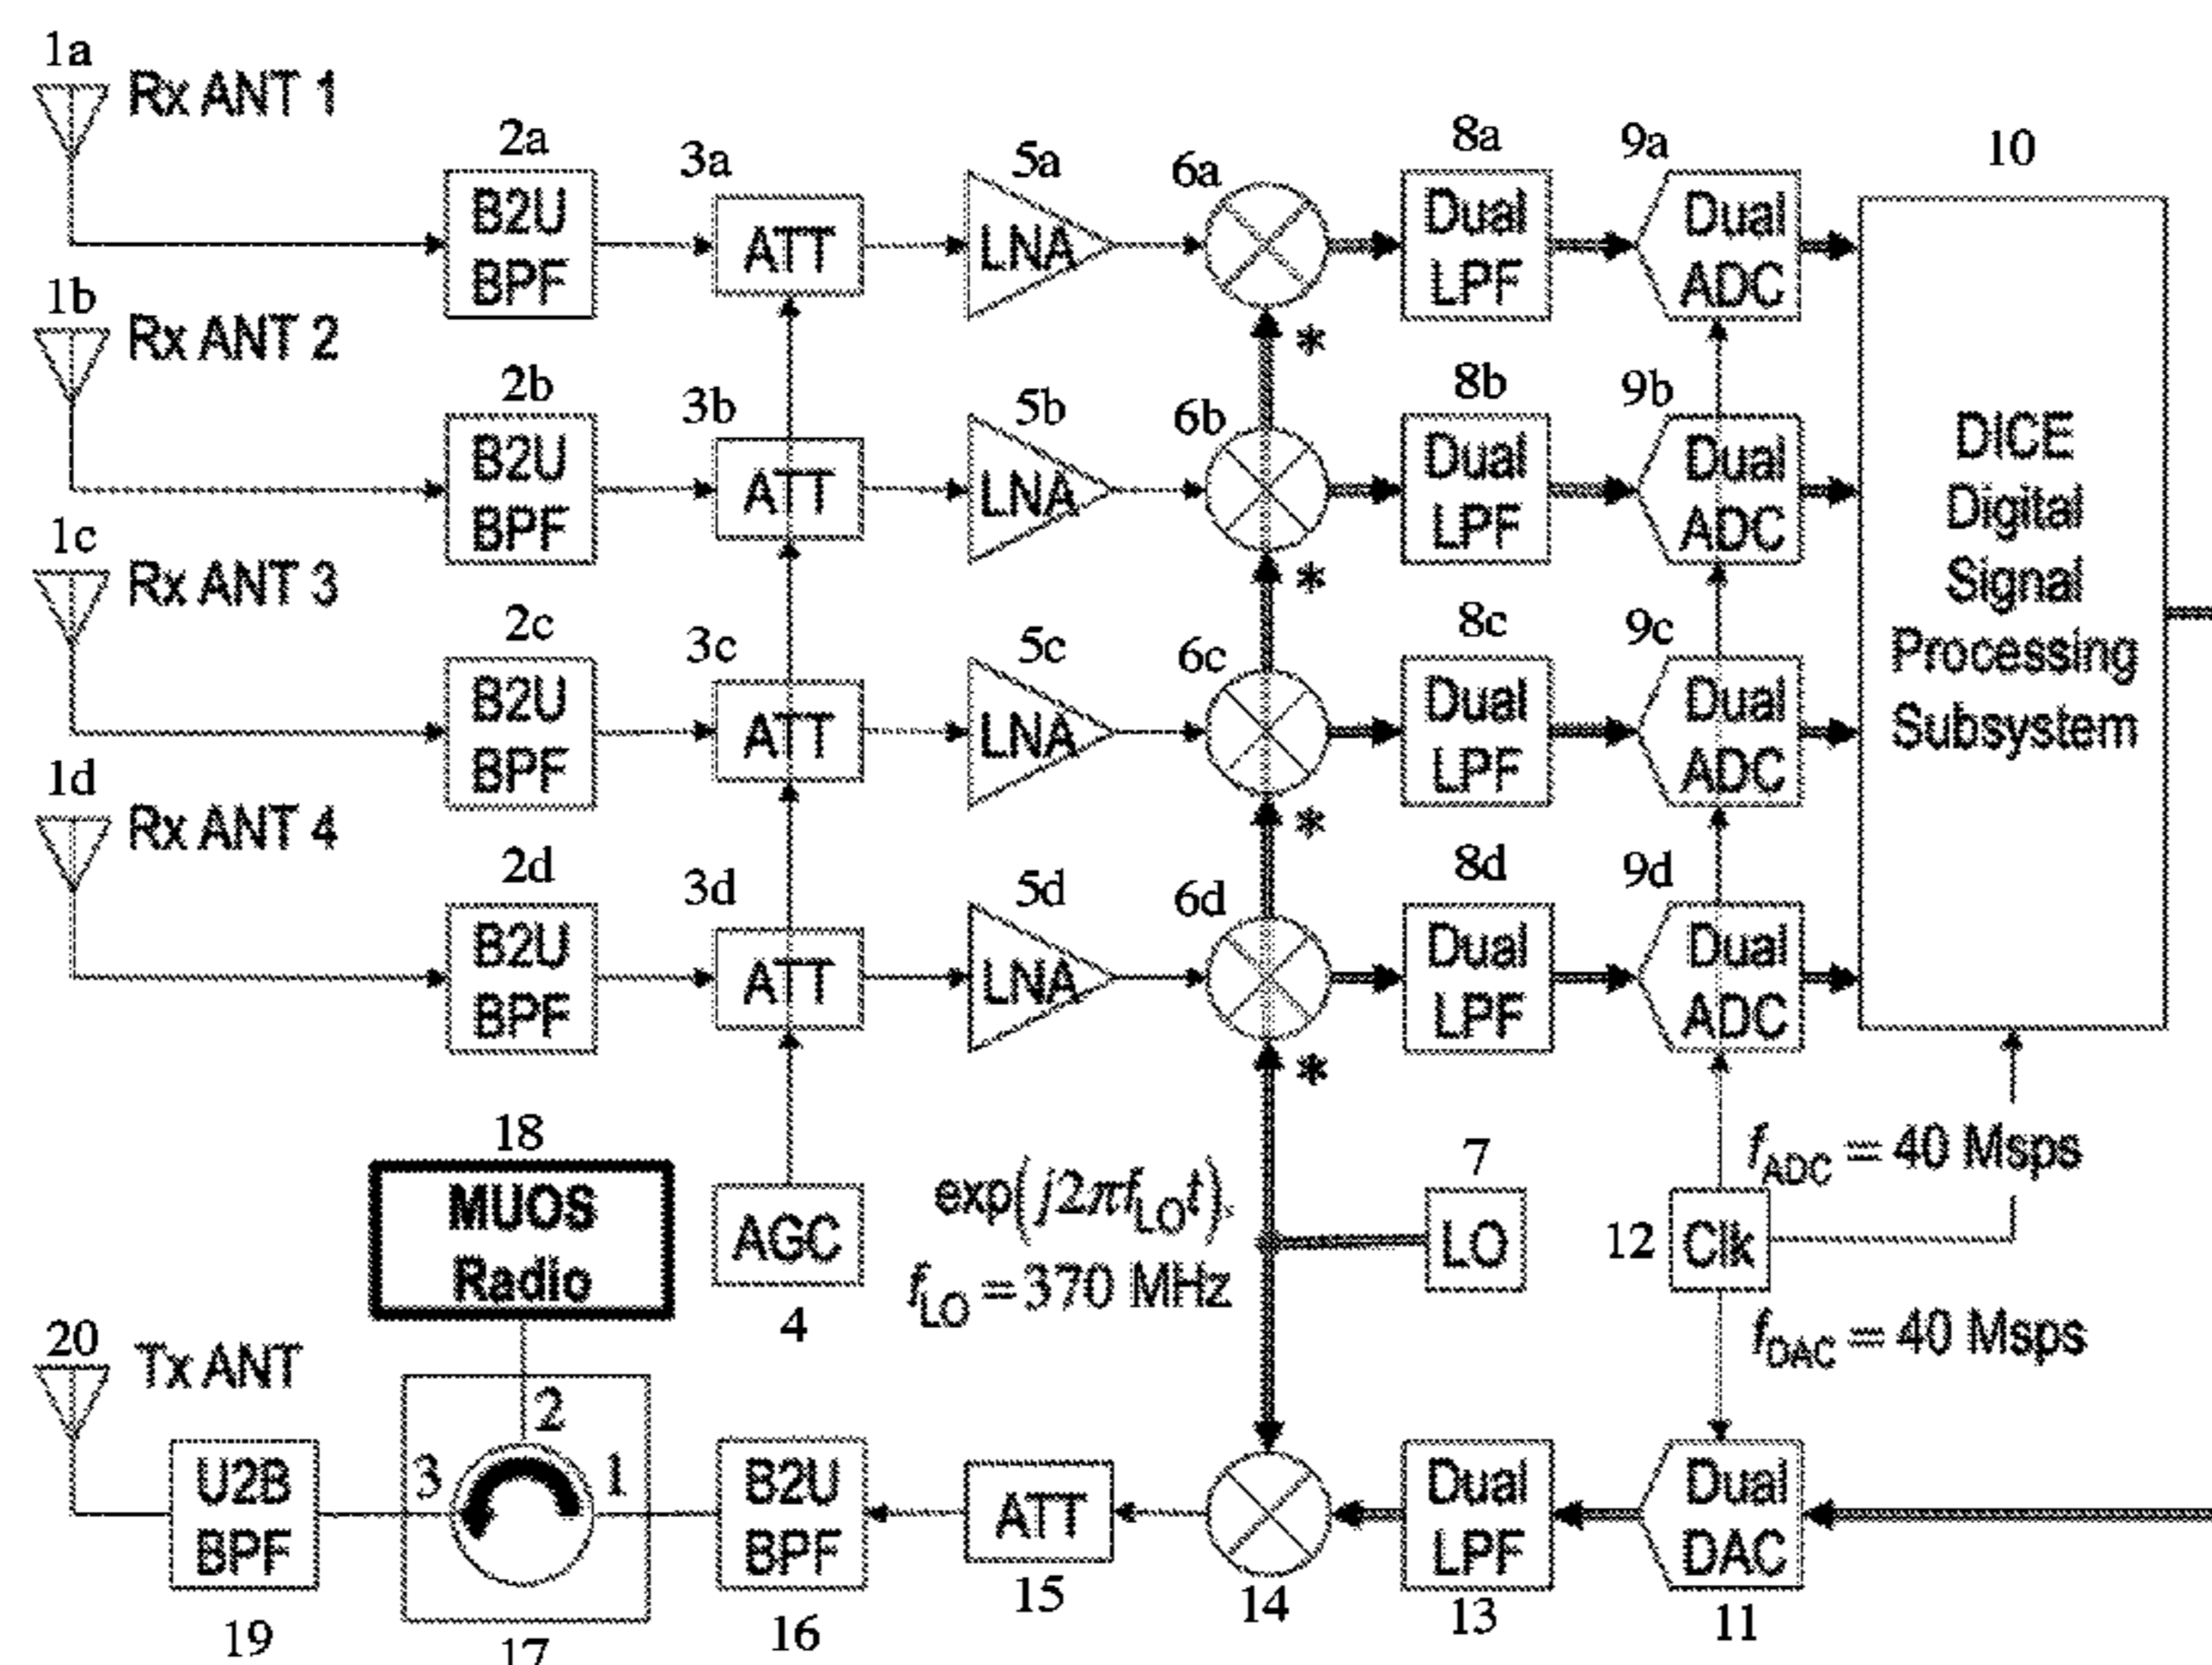 1a
Rx ANT 1
2a
B2U
BPF
3a
ATT
5a
LNA
6a
*
8a
Dual
LPF
9a
Dual
ADC
10
DICE
Digital
Signal
Processing
Subsystem
1b
Rx ANT 2
2b
B2U
BPF
3b
ATT
5b
LNA
6b
*
8b
Dual
LPF
9b
Dual
ADC
1c
Rx ANT 3
2c
B2U
BPF
3c
ATT
5c
LNA
6c
*
8c
Dual
LPF
9c
Dual
ADC
1d
Rx ANT 4
2d
B2U
BPF
3d
ATT
5d
LNA
6d
*
8d
Dual
LPF
9d
Dual
ADC
18
MUOS
Radio
AGC
4
exp(j2πf_LO t),
f_LO = 370 MHz
7
LO
12
Clk
f_ADC = 40 Msps
f_DAC = 40 Msps
20
Tx ANT
U2B
BPF
19
3
2
1
17
B2U
BPF
16
ATT
15
14
Dual
LPF
13
Dual
DAC
11